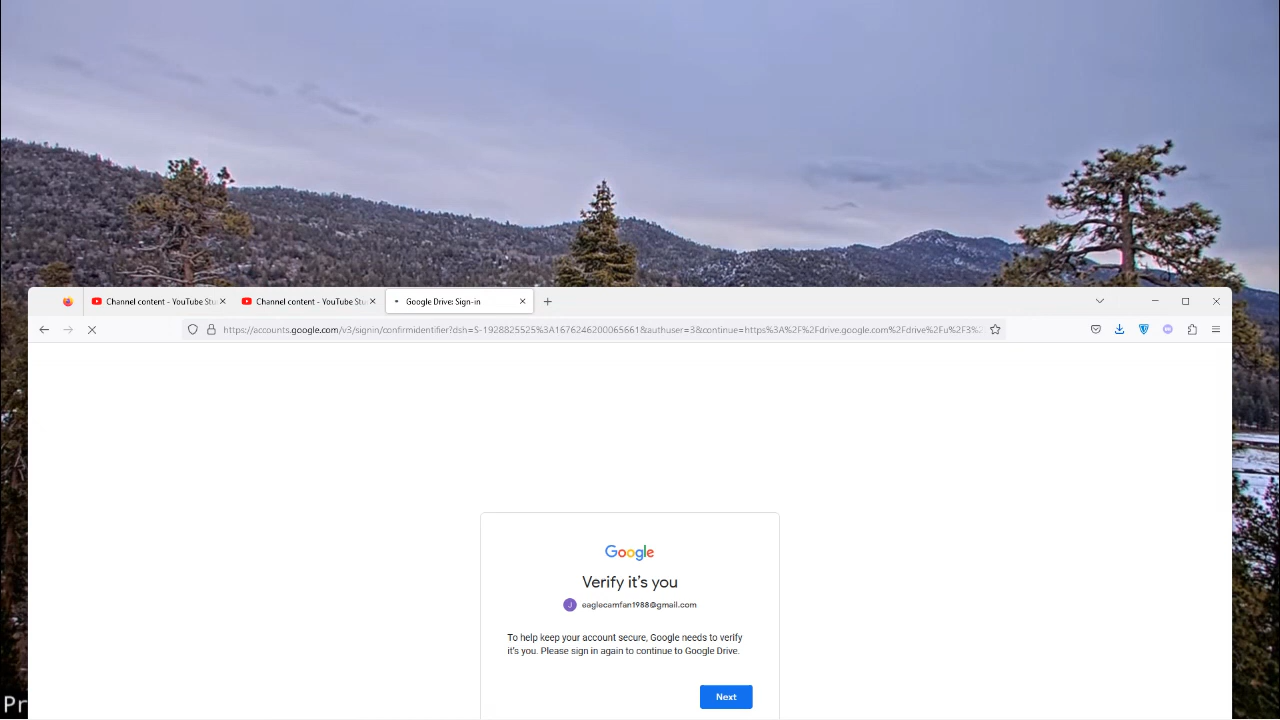 Channel content - YouTube Stu
Channel content - YouTube Stu
Google Drive: Sign-in
https://accounts.google.com/v3/signin/confirmidentifier?dsh=S-1928825525%3A1676246200065661&authuser=3&continue=https%3A%2F%2Fdrive.google.com%2Fdrive%2Fu%2F3%2
Google
Verify it's you
J eaglecamfan1988@gmail.com
To help keep your account secure, Google needs to verify
it's you. Please sign in again to continue to Google Drive.
Next
Pr